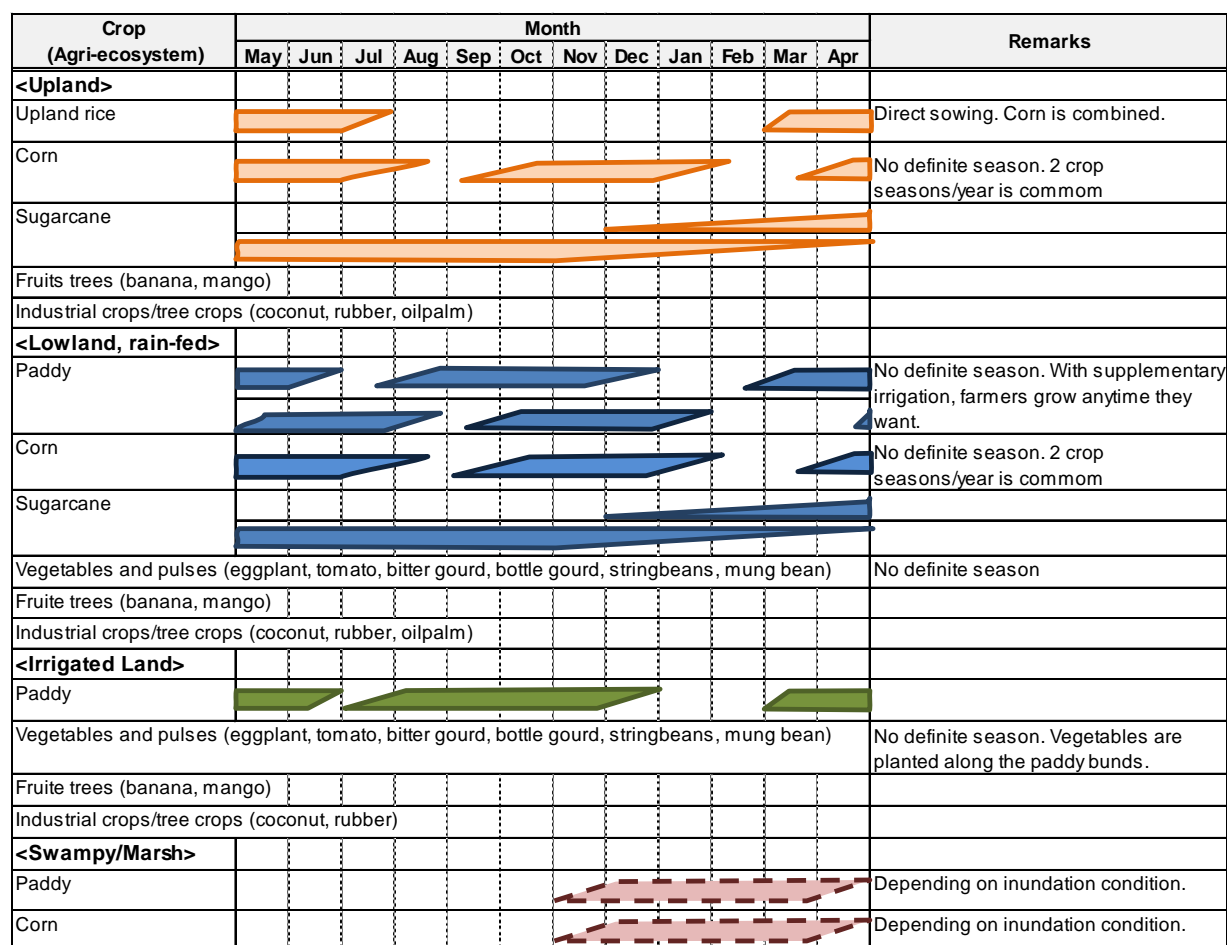 Crop
(Agri-ecosystem)
Month
Remarks
May Jun Jul Aug Sep Oct Nov Dec Jan Feb Mar Apr
<Upland>
Upland rice
Direct sowing. Corn is combined.
Corn
No definite season. 2 crop
seasons/year is commom
Sugarcane
Fruits trees (banana, mango)
Industrial crops/tree crops (coconut, rubber, oilpalm)
<Lowland, rain-fed>
Paddy
No definite season. With supplementary
irrigation, farmers grow anytime they
want.
Corn
No definite season. 2 crop
seasons/year is commom
Sugarcane
Vegetables and pulses (eggplant, tomato, bitter gourd, bottle gourd, stringbeans, mung bean)
No definite season
Fruite trees (banana, mango)
Industrial crops/tree crops (coconut, rubber, oilpalm)
<Irrigated Land>
Paddy
Vegetables and pulses (eggplant, tomato, bitter gourd, bottle gourd, stringbeans, mung bean)
No definite season. Vegetables are
planted along the paddy bunds.
Fruite trees (banana, mango)
Industrial crops/tree crops (coconut, rubber)
<Swampy/Marsh>
Paddy
Depending on inundation condition.
Corn
Depending on inundation condition.